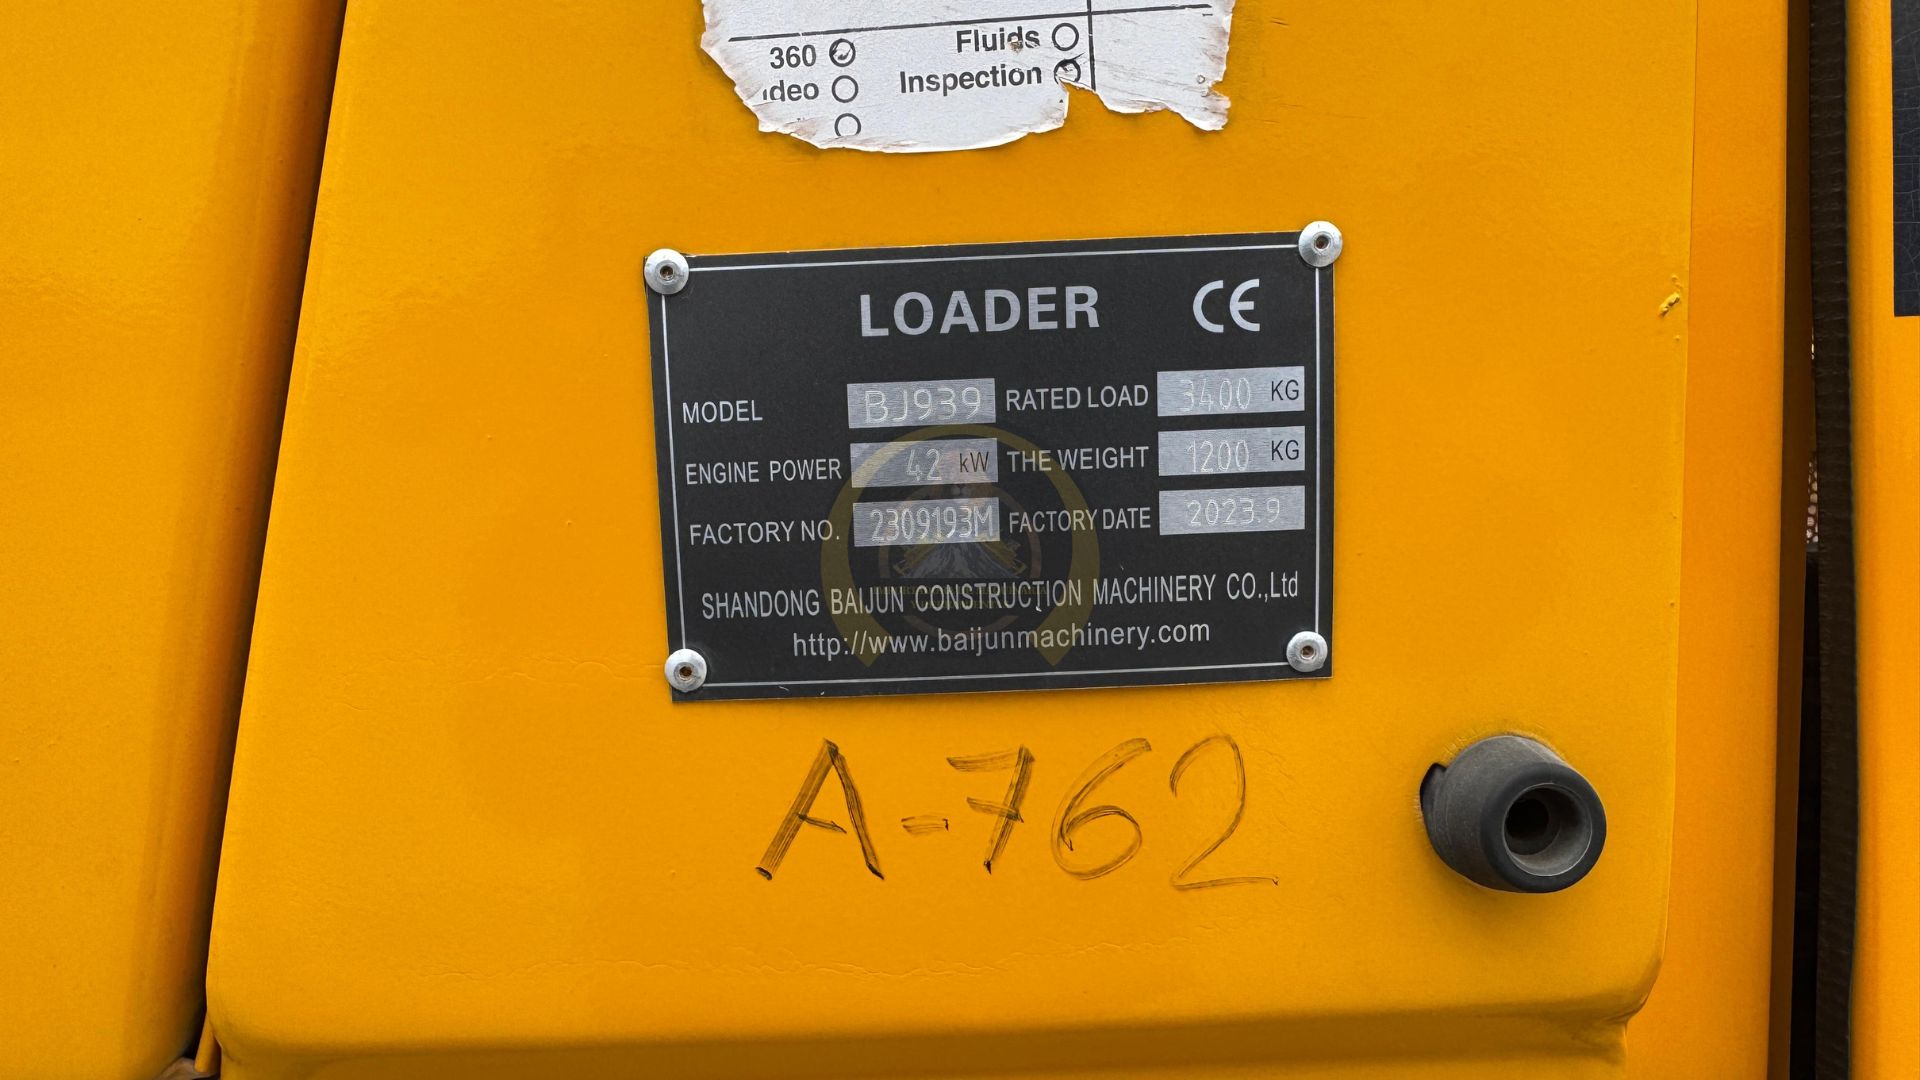 360 Fluids
ideo Inspection
LOADER CE
MODEL BJ939 RATED LOAD 3400 KG
ENGINE POWER 42 kW THE WEIGHT 1200 KG
FACTORY NO. 2309193M FACTORY DATE 2023.9
SHANDONG BAIJUN CONSTRUCTION MACHINERY CO.,Ltd
http://www.baijunmachinery.com
A-762